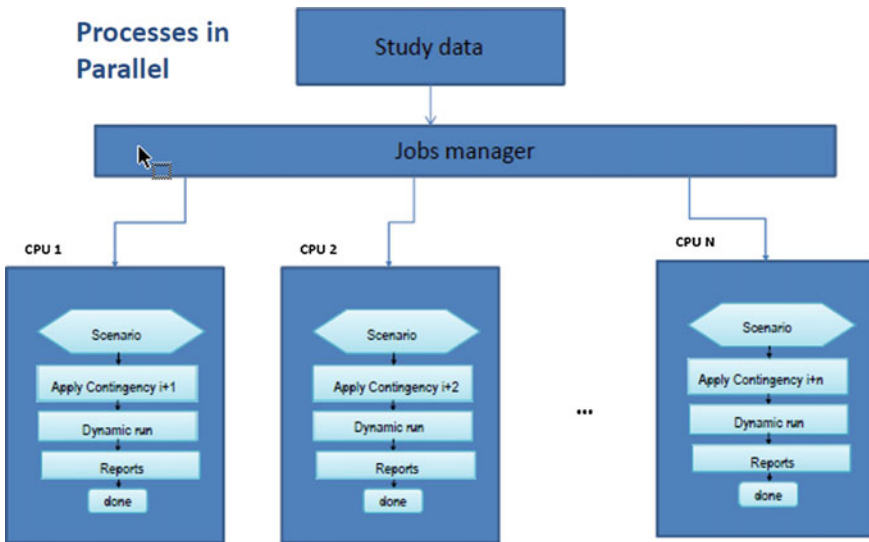 Processes in
Parallel
Study data
Jobs manager
CPU 1
Scenario
Apply Contingency i+1
Dynamic run
Reports
done
CPU 2
Scenario
Apply Contingency i+2
Dynamic run
Reports
done
...
CPU N
Scenario
Apply Contingency i+n
Dynamic run
Reports
done